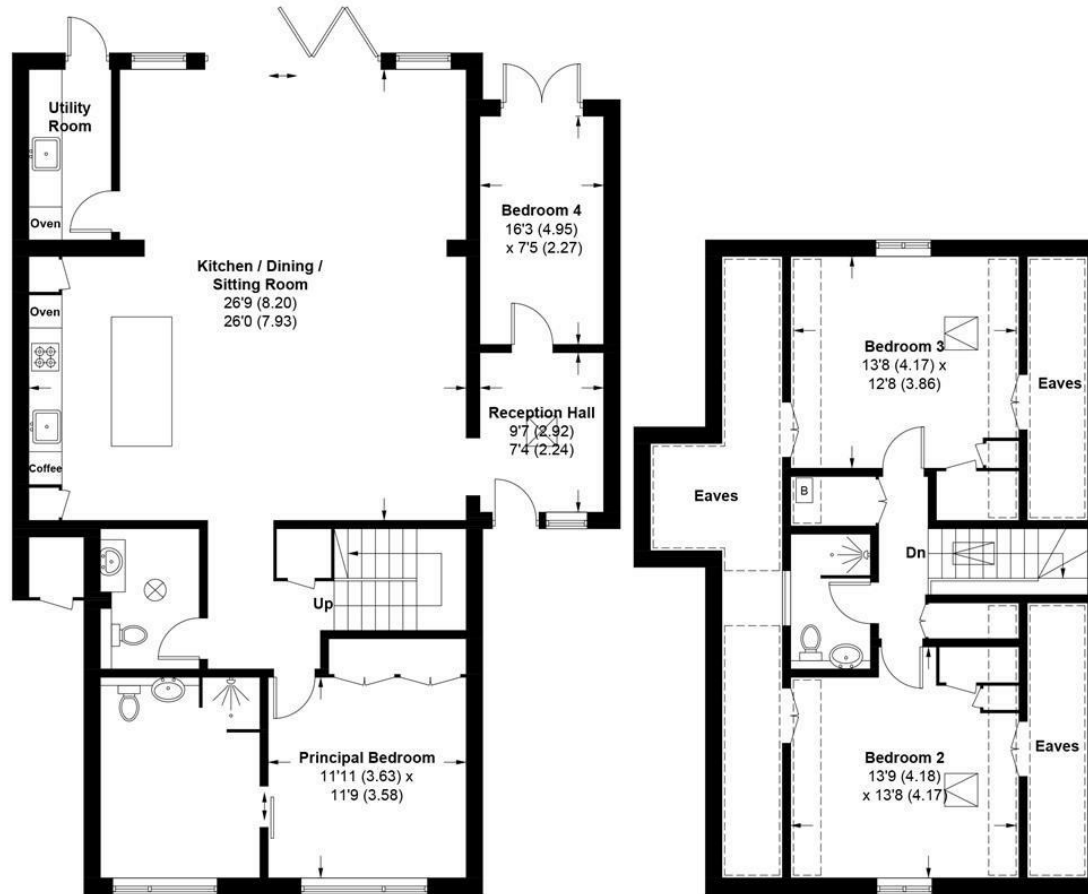 Utility
Room
Oven
Kitchen / Dining /
Sitting Room
26'9 (8.20)
26'0 (7.93)
Oven
Coffee
Bedroom 4
16'3 (4.95)
x 7'5 (2.27)
Reception Hall
9'7 (2.92)
7'4 (2.24)
Up
Principal Bedroom
11'11 (3.63) x
11'9 (3.58)
Bedroom 3
13'8 (4.17) x
12'8 (3.86)
Eaves
Eaves
B
Dn
Bedroom 2
13'9 (4.18)
x 13'8 (4.17)
Eaves